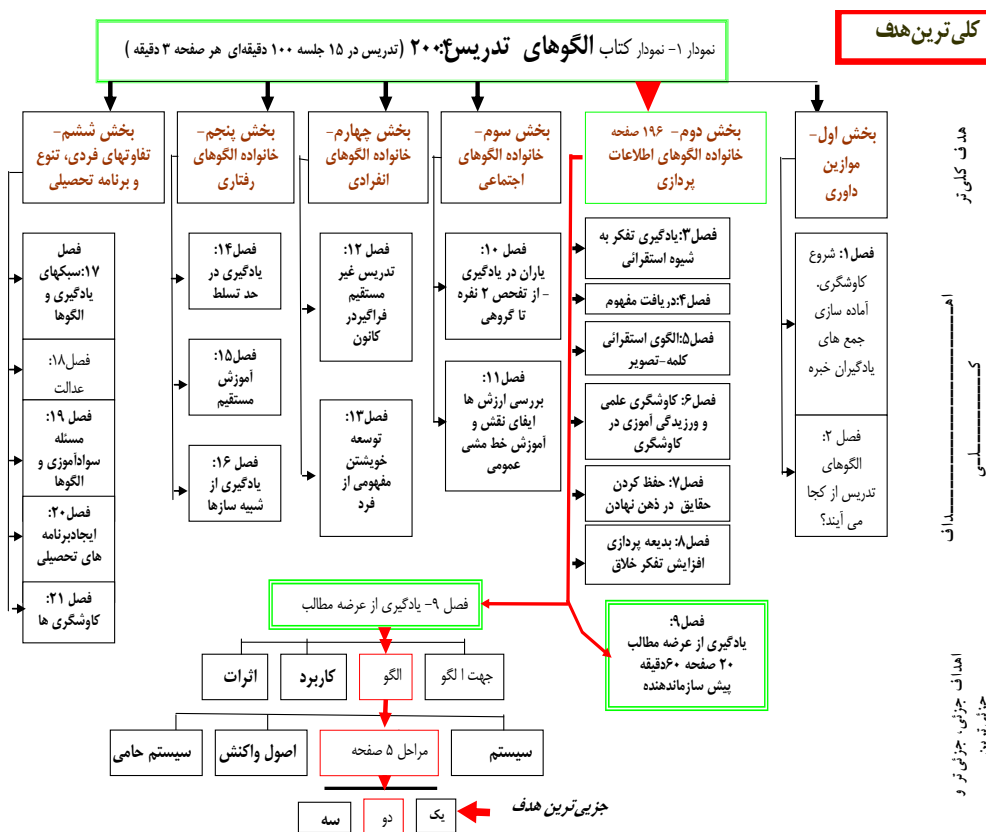 کلی ترین هدف
نمودار ۱- نمودار کتاب الگوهای تدریس۲۰۰۴: (تدریس در ۱۵ جلسه ۱۰۰ دقیقه‌ای هر صفحه ۳ دقیقه )
هدف کلی تر
بخش اول-
موازین
داوری
بخش دوم- ۱۹۶ صفحه
خانواده الگوهای اطلاعات
پردازی
بخش سوم-
خانواده الگوهای
اجتماعی
بخش چهارم-
خانواده الگوهای
انفرادی
بخش پنجم-
خانواده الگوهای
رفتاری
بخش ششم-
تفاوتهای فردی، تنوع
و برنامه تحصیلی
اهــــــداف
کــــــلــی
فصل۱: شروع
کاوشگری.
آماده سازی
جمع های
یادگیران خبره
فصل ۲:
الگوهای
تدریس از کجا
می آیند؟
فصل۳:یادگیری تفکر به
شیوه استقرائی
فصل۴:دریافت مفهوم
فصل۵:الگوی استقرائی
کلمه-تصویر
فصل۶: کاوشگری علمی
و ورزیدگی آموزی در
کاوشگری
فصل۷: حفظ کردن
حقایق در ذهن نهادن
فصل۸: بدیعه پردازی
افزایش تفکر خلاق
فصل۹:
یادگیری از عرضه مطالب
۲۰ صفحه ۶۰دقیقه
پیش سازماندهنده
فصل ۱۰:
یاران در یادگیری
- از تفحص ۲ نفره
تا گروهی
فصل۱۱:
بررسی ارزش ها
ایفای نقش و
آموزش خط مشی
عمومی
فصل ۱۲:
تدریس غیر
مستقیم
فراگیردر
کانون
فصل۱۳:
توسعه
خویشتن
مفهومی از
فرد
فصل۱۴:
یادگیری در
حد تسلط
فصل۱۵:
آموزش
مستقیم
فصل ۱۶:
یادگیری از
شبیه سازها
فصل
۱۷:سبکهای
یادگیری و
الگوها
فصل۱۸:
عدالت
فصل ۱۹:
مسئله
سوادآموزی و
الگوها
فصل۲۰:
ایجادبرنامه
های تحصیلی
فصل ۲۱:
کاوشگری ها
فصل ۹- یادگیری از عرضه مطالب
جهت ا لگو
الگو
کاربرد
اثرات
سیستم
مراحل ۵ صفحه
اصول واکنش
سیستم حامی
یک
دو
سه
جزیی‌ترین هدف
اهداف جزئی، جزئی تر و
جزئی ترین